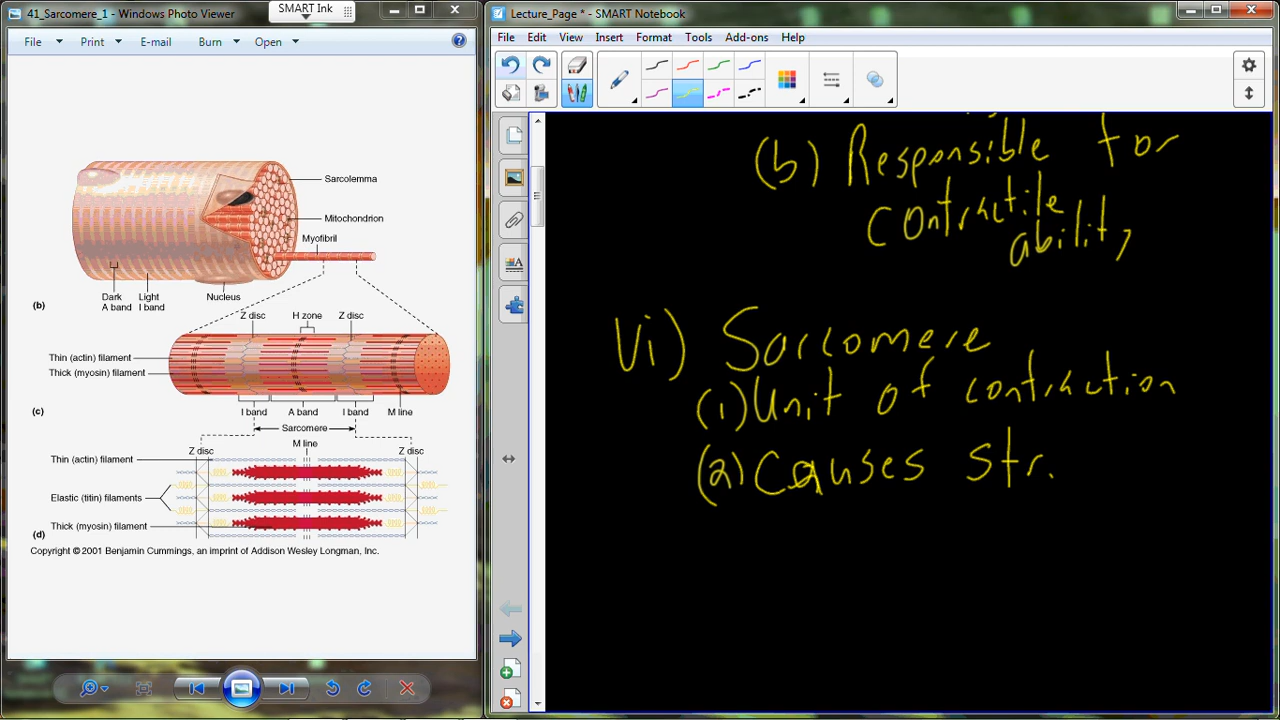 41_Sarcomere_1 - Windows Photo Viewer
SMART Ink
File Print E-mail Burn Open
Sarcolemma
Mitochondrion
Myofibril
Dark
A band
Light
I band
Nucleus
(b)
Z disc H zone Z disc
Thin (actin) filament
Thick (myosin) filament
(c)
I band A band I band M line
Sarcomere
Z disc M line Z disc
Thin (actin) filament
Elastic (titin) filaments
Thick (myosin) filament
(d)
Copyright © 2001 Benjamin Cummings, an imprint of Addison Wesley Longman, Inc.
Lecture_Page * - SMART Notebook
File Edit View Insert Format Tools Add-ons Help
(b) Responsible for
contractile
ability
Vi) Sarcomere
(1) Unit of contraction
(2) Causes str.